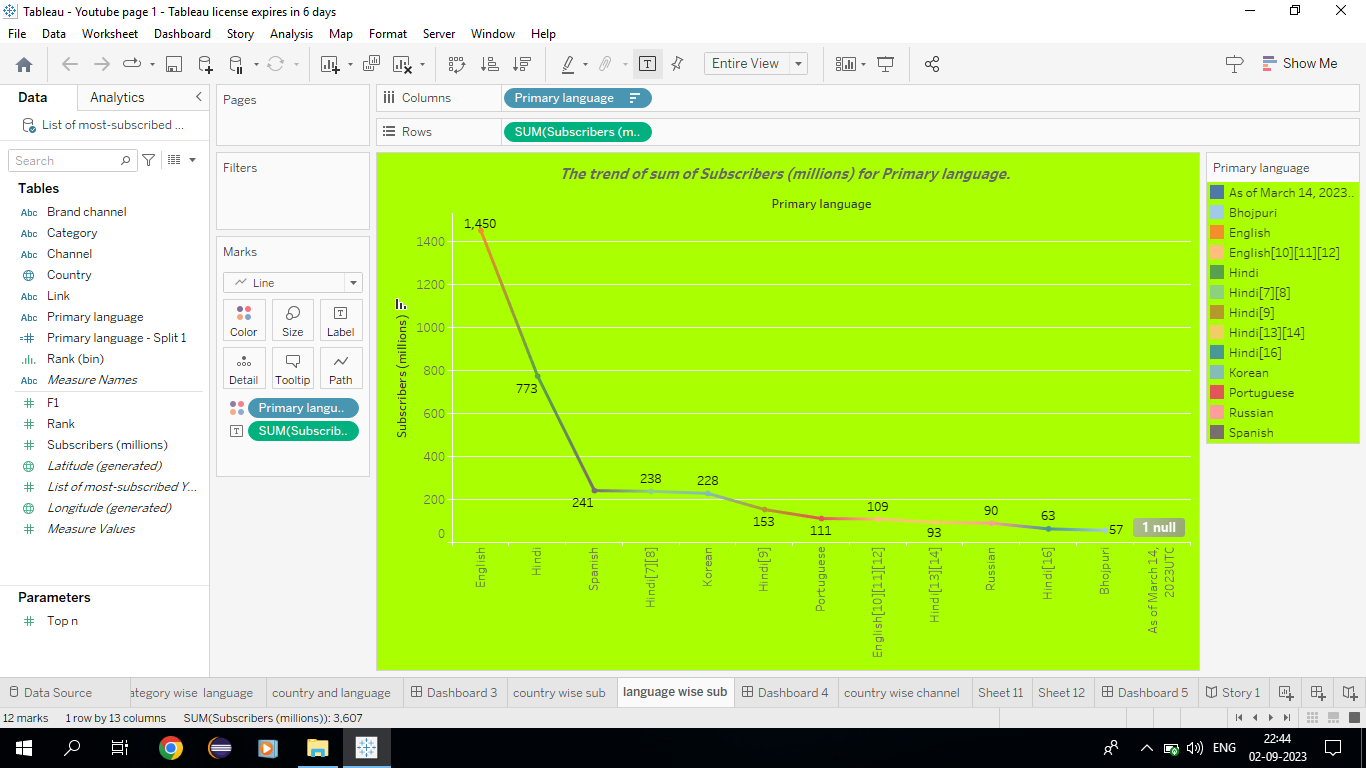 Tableau - Youtube page 1 - Tableau license expires in 6 days
File Data Worksheet Dashboard Story Analysis Map Format Server Window Help
Entire View
Show Me
Data Analytics
List of most-subscribed ...
Search
Tables
Abc Brand channel
Abc Category
Abc Channel
Country
Abc Link
Abc Primary language
=# Primary language - Split 1
Rank (bin)
Abc Measure Names
# F1
# Rank
# Subscribers (millions)
Latitude (generated)
# List of most-subscribed Y...
Longitude (generated)
# Measure Values
Parameters
# Top n
Pages
Filters
Marks
Line
Color Size Label
Detail Tooltip Path
Primary langu..
SUM(Subscrib..
Columns Primary language
Rows SUM(Subscribers (m..
The trend of sum of Subscribers (millions) for Primary language.
Primary language
Subscribers (millions)
1400
1200
1000
800
600
400
200
0
1,450
773
241
238
228
153
111
109
93
90
63
57
1 null
English
Hindi
Spanish
Hindi[7][8]
Korean
Hindi[9]
Portuguese
English[10][11][12]
Hindi[13][14]
Russian
Hindi[16]
Bhojpuri
As of March 14,
2023UTC
Primary language
As of March 14, 2023..
Bhojpuri
English
English[10][11][12]
Hindi
Hindi[7][8]
Hindi[9]
Hindi[13][14]
Hindi[16]
Korean
Portuguese
Russian
Spanish
Data Source ategory wise language country and language Dashboard 3 country wise sub language wise sub Dashboard 4 country wise channel Sheet 11 Sheet 12 Dashboard 5 Story 1
12 marks 1 row by 13 columns SUM(Subscribers (millions)): 3,607
ENG
22:44
02-09-2023